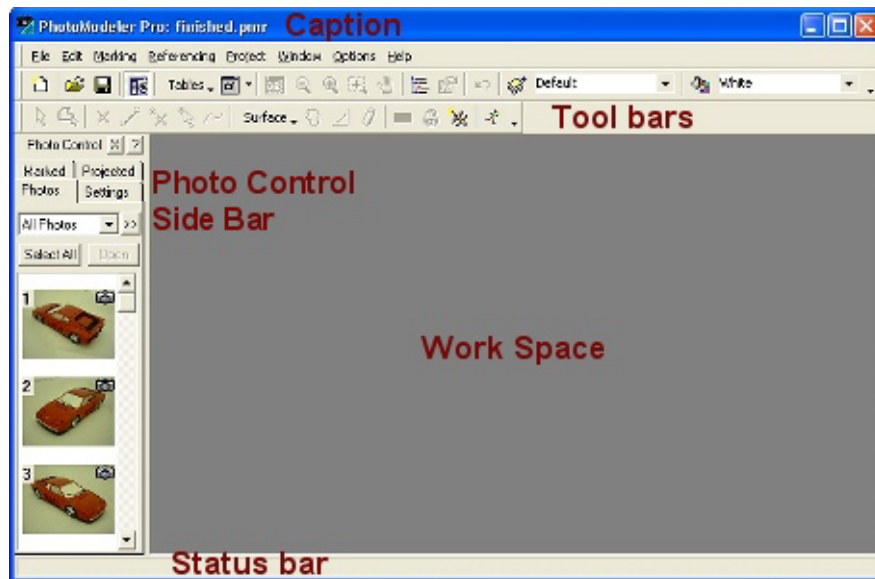 PhotoModeler Pro: finished.pmr
Caption
File Edit Marking Referencing Project Window Options Help
Tables
Default
White
Surface
Tool bars
Photo Control
?
Marked Projected
Photos Settings
Photo Control
Side Bar
All Photos >>
Select All Open
1
Work Space
2
3
Status bar